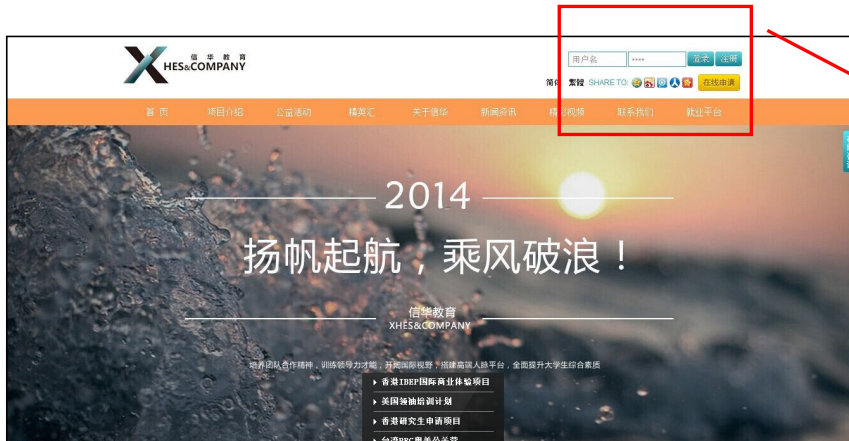 信华教育
XHES&COMPANY
用户名
登录 注册
简体 繁體 SHARE TO: 在线申请
首页 项目介绍 公益活动 精英汇 关于信华 新闻资讯 精彩视频 联系我们 就业平台
2014
扬帆起航，乘风破浪！
信华教育
XHES&COMPANY
培养团队合作精神，训练领导力才能，开阔国际视野，搭建高端人脉平台，全面提升大学生综合素质
香港IBEP国际商业体验项目
美国领袖培训计划
香港研究生申请项目